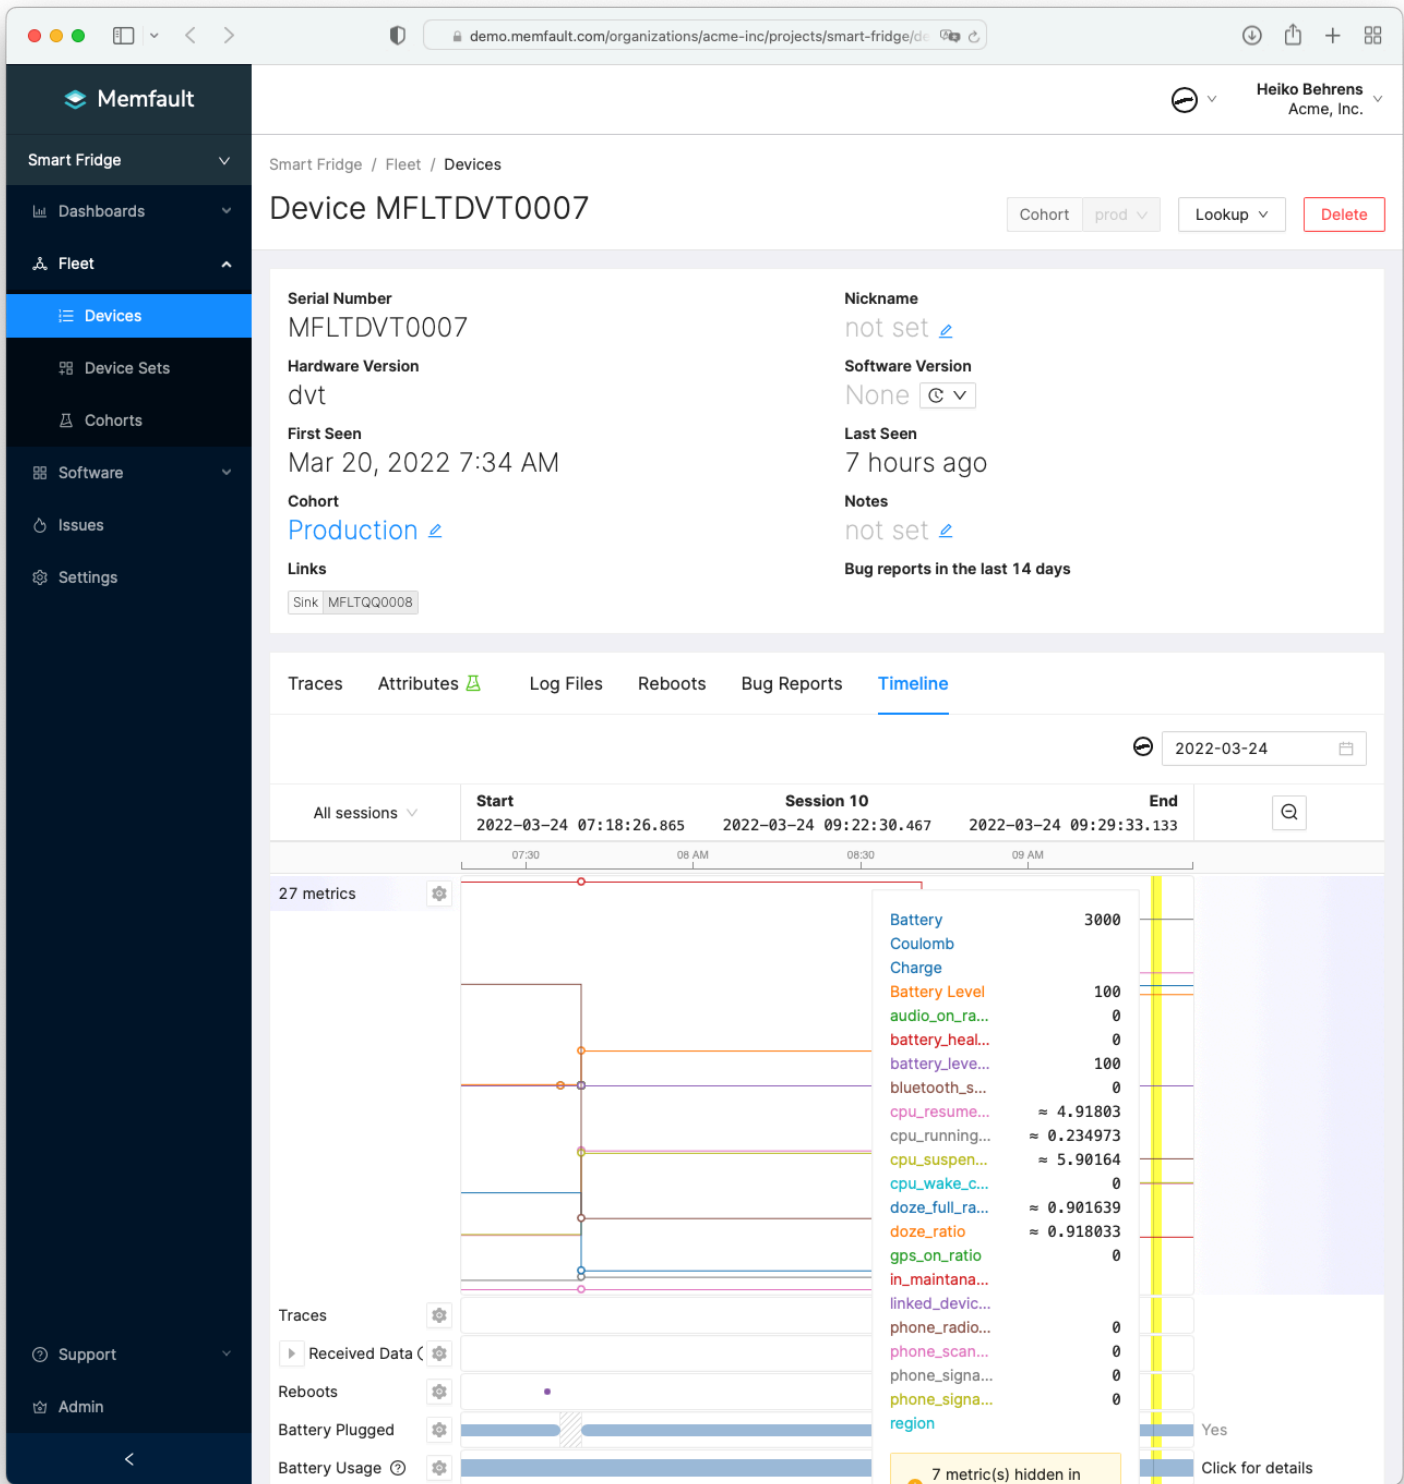 demo.memfault.com/organizations/acme-inc/projects/smart-fridge/de
Memfault
Heiko Behrens
Acme, Inc.
Smart Fridge
Dashboards
Fleet
Devices
Device Sets
Cohorts
Software
Issues
Settings
Support
Admin
Smart Fridge / Fleet / Devices
Device MFLTDVT0007
Cohort prod
Lookup
Delete
Serial Number
MFLTDVT0007
Nickname
not set
Hardware Version
dvt
Software Version
None
First Seen
Mar 20, 2022 7:34 AM
Last Seen
7 hours ago
Cohort
Production
Notes
not set
Links
Sink MFLTQQ0008
Bug reports in the last 14 days
Traces Attributes Log Files Reboots Bug Reports Timeline
2022-03-24
All sessions
Start Session 10 End
2022-03-24 07:18:26.865 2022-03-24 09:22:30.467 2022-03-24 09:29:33.133
07:30 08 AM 08:30 09 AM
27 metrics
Battery 3000
Coulomb
Charge
Battery Level 100
audio_on_ra... 0
battery_heal... 0
battery_leve... 100
bluetooth_s... 0
cpu_resume... ≈ 4.91803
cpu_running... ≈ 0.234973
cpu_suspen... ≈ 5.90164
cpu_wake_c... 0
doze_full_ra... ≈ 0.901639
doze_ratio ≈ 0.918033
gps_on_ratio 0
in_maintana...
linked_devic...
phone_radio... 0
phone_scan... 0
phone_signa... 0
phone_signa... 0
region
7 metric(s) hidden in
Traces
Received Data (
Reboots
Battery Plugged
Yes
Battery Usage
Click for details